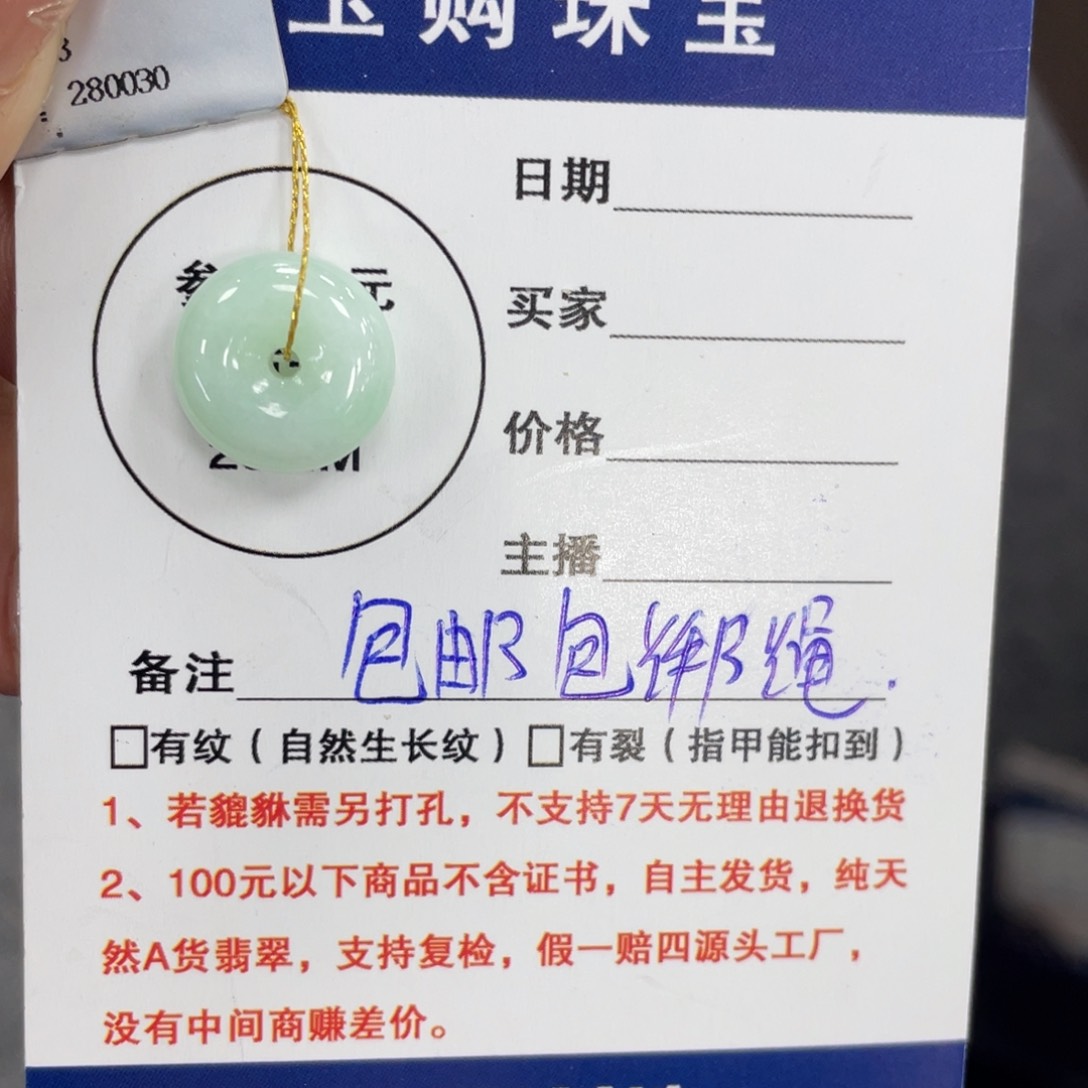 购珠宝
280030
日期
元
买家
价格
主播
备注 包邮包绑绳.
□有纹（自然生长纹）□有裂（指甲能扣到）
1、若貔貅需另打孔，不支持7天无理由退换货
2、100元以下商品不含证书，自主发货，纯天
然A货翡翠，支持复检，假一赔四源头工厂，
没有中间商赚差价。